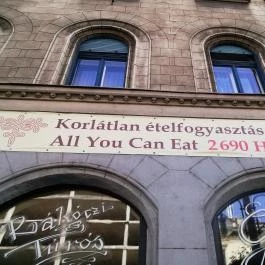 Korlátlan ételfogyasztás
All You Can Eat 2690 H
Rákóczi
Túrós